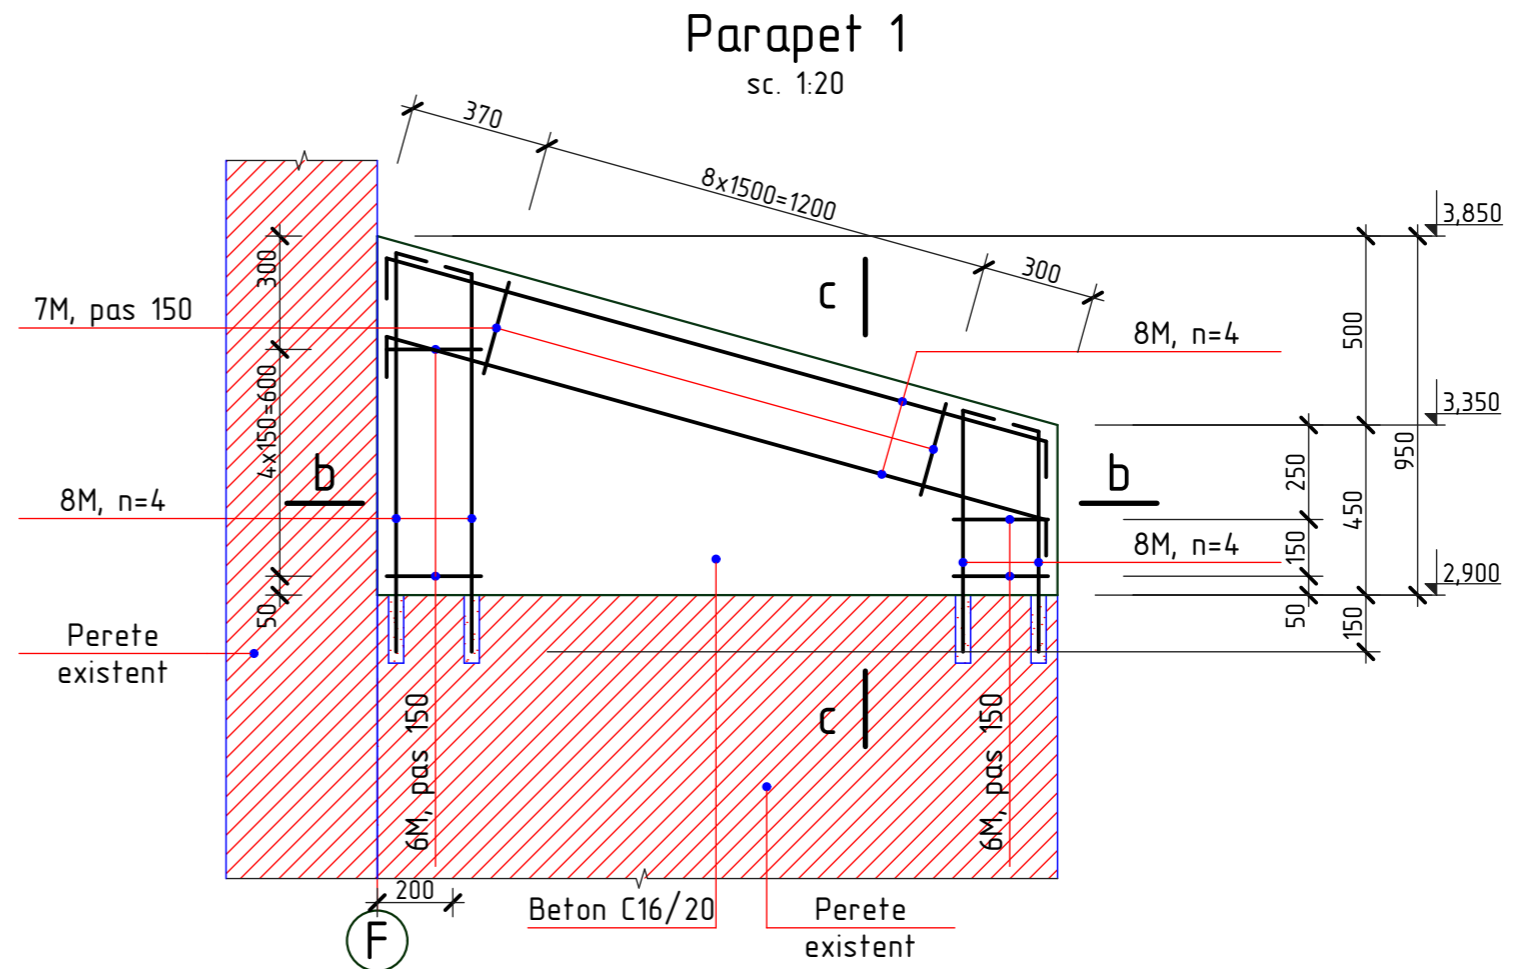 Parapet 1
sc. 1:20
370
8x1500=1200
300
3,850
300
7M, pas 150
c
8M, n=4
500
3,350
4x150=600
950
250
b
b
8M, n=4
450
8M, n=4
150
2,900
50
50
150
Perete
existent
c
6M, pas 150
6M, pas 150
200
Beton C16/20
Perete
existent
F